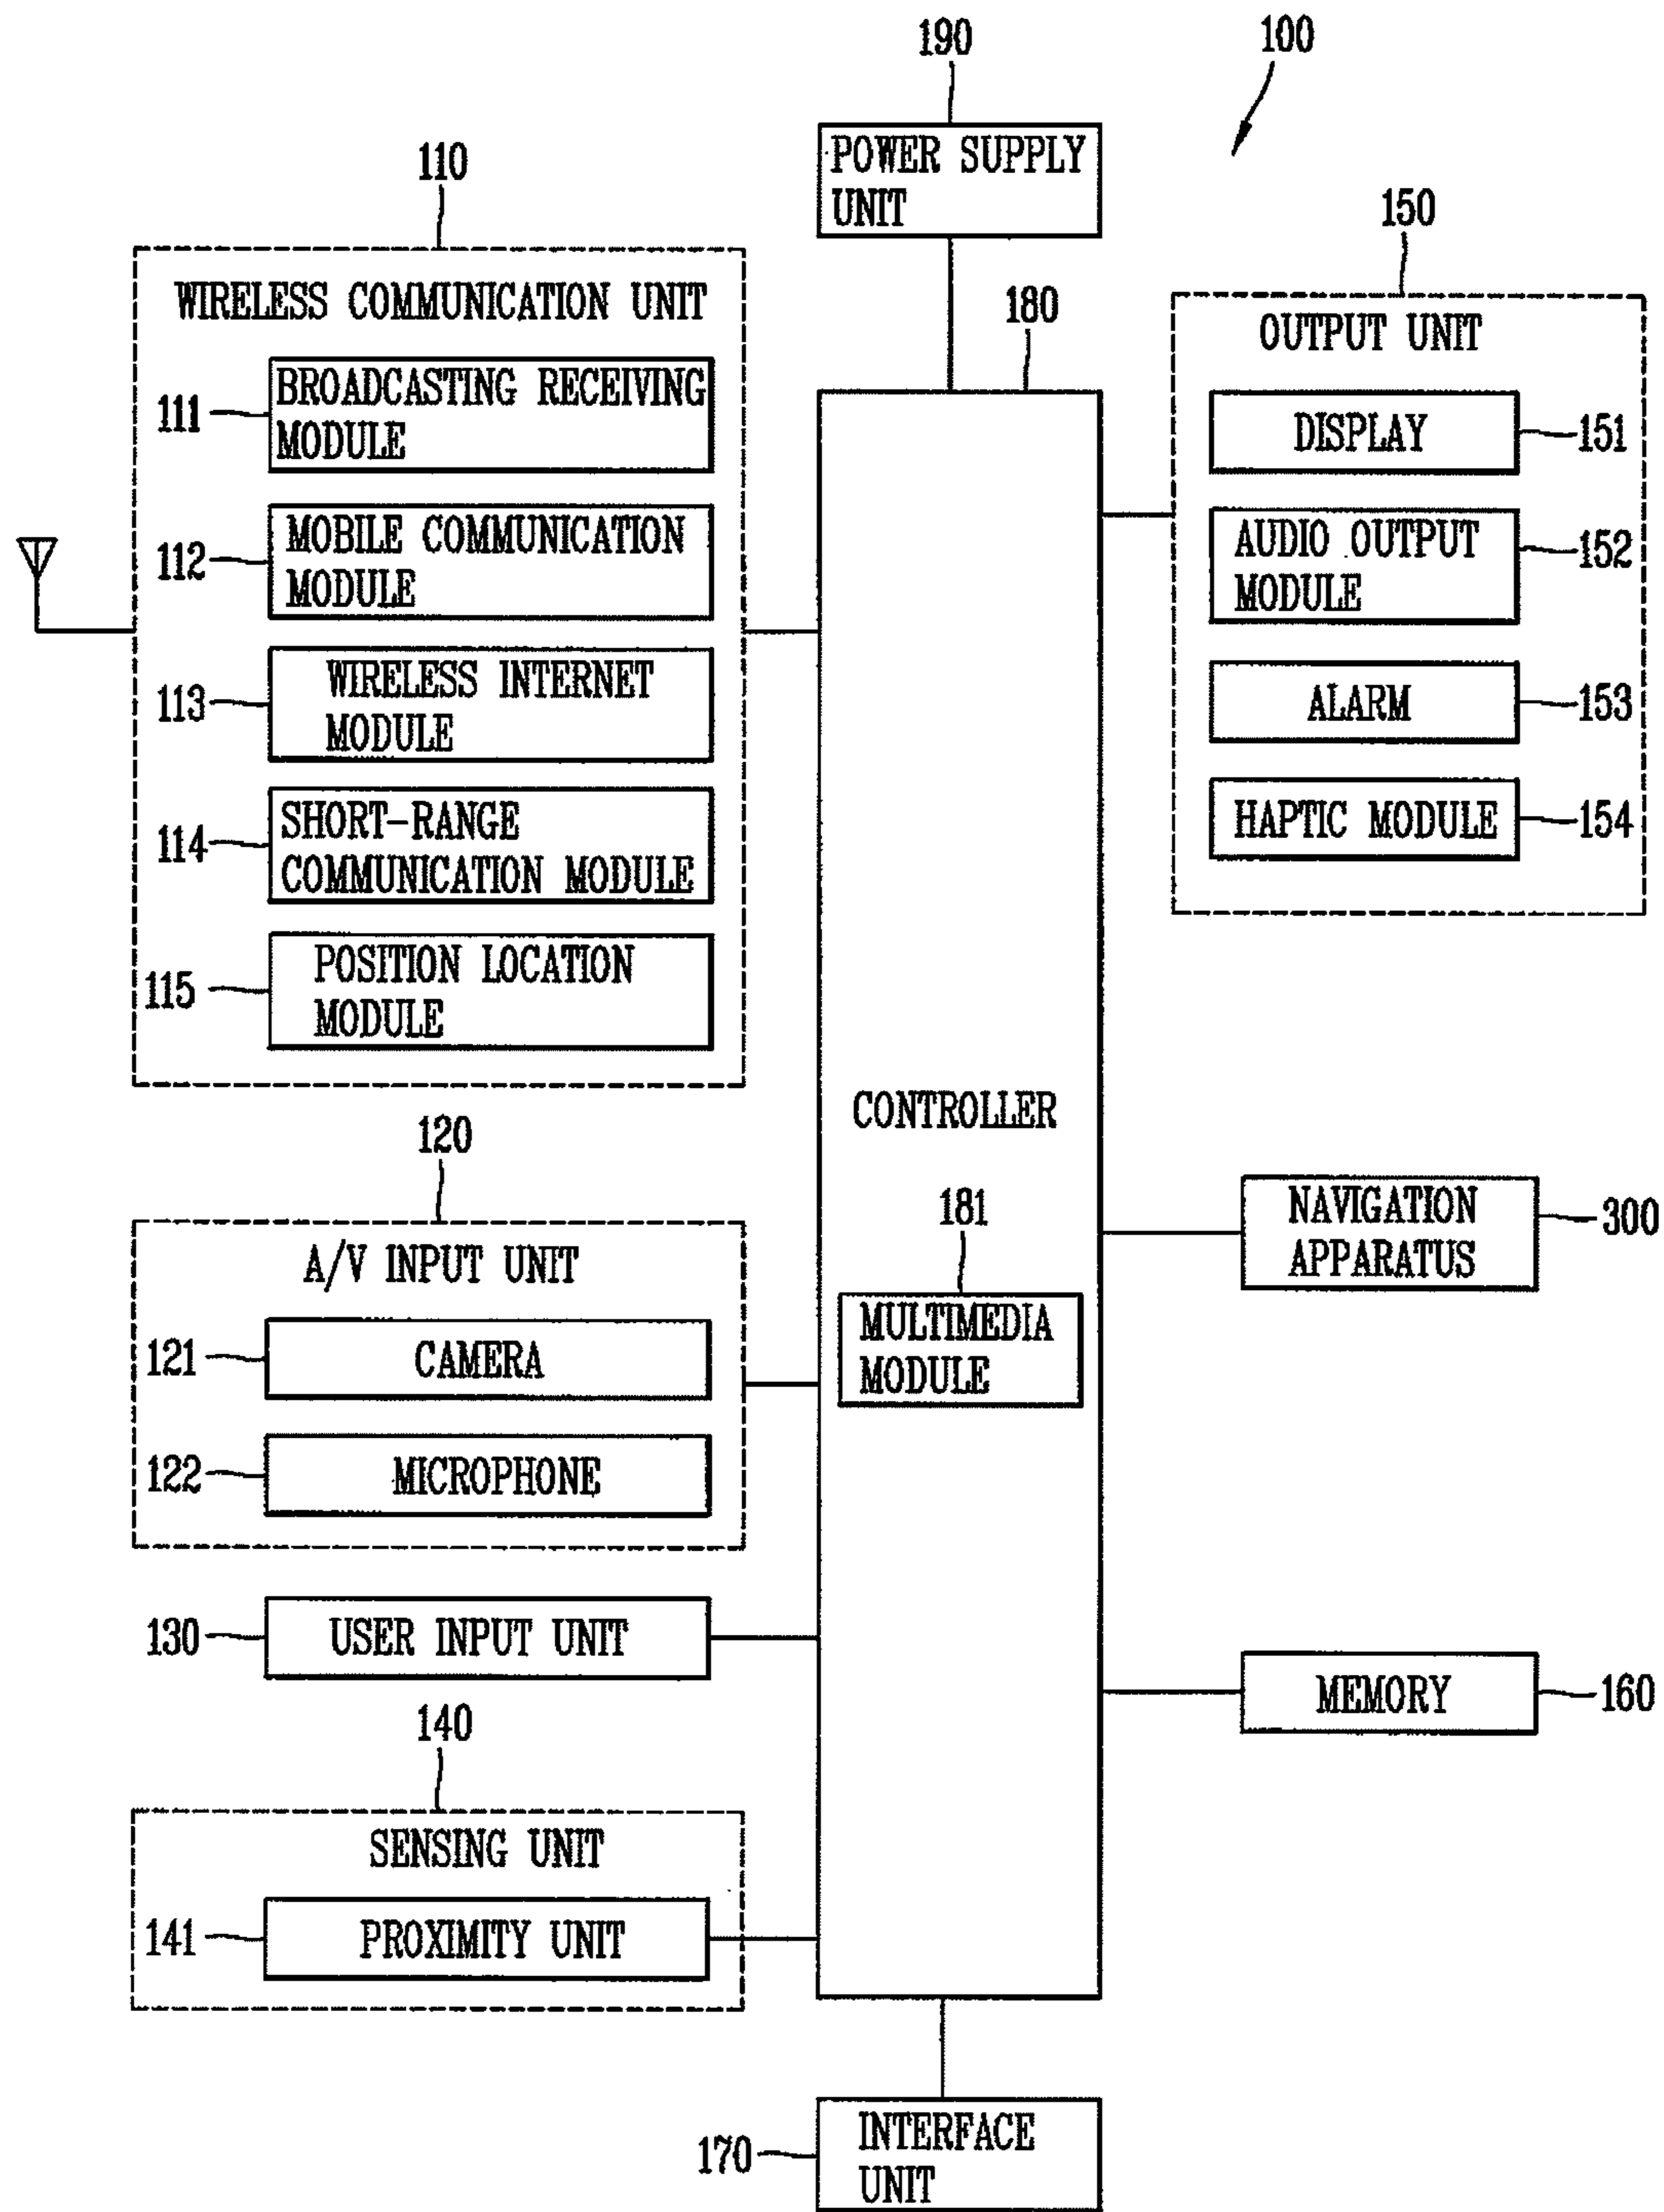 190
100
POWER SUPPLY
UNIT
110
WIRELESS COMMUNICATION UNIT
111
BROADCASTING RECEIVING
MODULE
112
MOBILE COMMUNICATION
MODULE
113
WIRELESS INTERNET
MODULE
114
SHORT-RANGE
COMMUNICATION MODULE
115
POSITION LOCATION
MODULE
120
A/V INPUT UNIT
121
CAMERA
122
MICROPHONE
130
USER INPUT UNIT
140
SENSING UNIT
141
PROXIMITY UNIT
180
CONTROLLER
181
MULTIMEDIA
MODULE
150
OUTPUT UNIT
DISPLAY
151
AUDIO OUTPUT
MODULE
152
ALARM
153
HAPTIC MODULE
154
NAVIGATION
APPARATUS
300
MEMORY
160
170
INTERFACE
UNIT